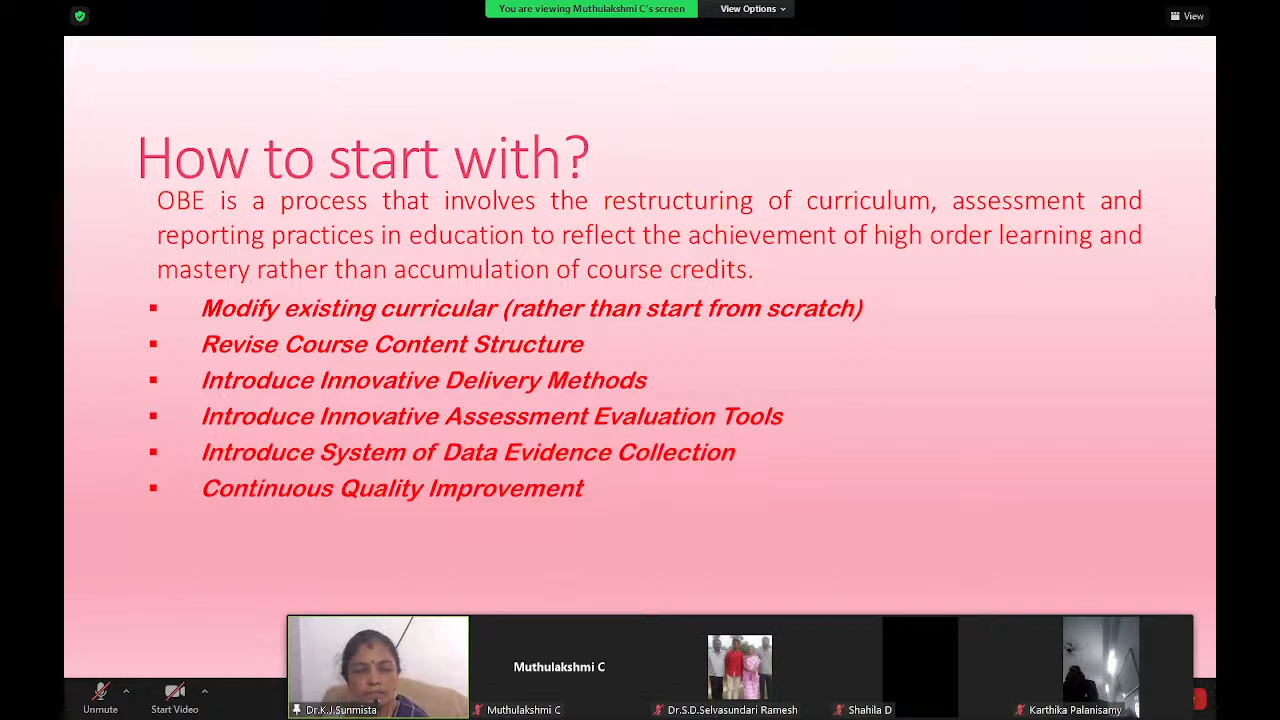 You are viewing Muthulakshmi C's screen
View Options
View
How to start with?
OBE is a process that involves the restructuring of curriculum, assessment and
reporting practices in education to reflect the achievement of high order learning and
mastery rather than accumulation of course credits.
▪ Modify existing curricular (rather than start from scratch)
▪ Revise Course Content Structure
▪ Introduce Innovative Delivery Methods
▪ Introduce Innovative Assessment Evaluation Tools
▪ Introduce System of Data Evidence Collection
▪ Continuous Quality Improvement
Muthulakshmi C
Unmute
Start Video
Dr.K.J.Sunmista
Muthulakshmi C
Dr.S.D.Selvasundari Ramesh
Shahila D
Karthika Palanisamy